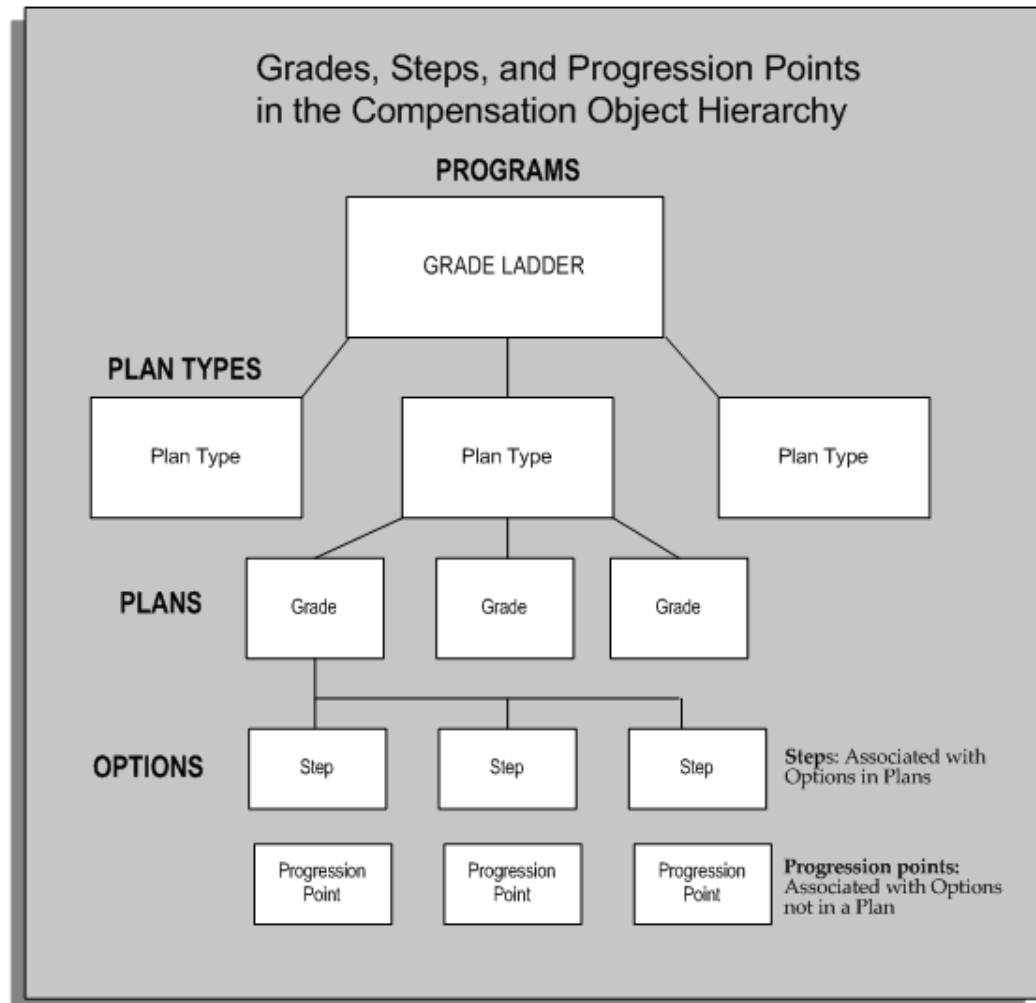 Grades, Steps, and Progression Points
in the Compensation Object Hierarchy
PROGRAMS
GRADE LADDER
PLAN TYPES
Plan Type
Plan Type
Plan Type
PLANS
Grade
Grade
Grade
OPTIONS
Step
Step
Step
Steps: Associated with
Options in Plans
Progression
Point
Progression
Point
Progression
Point
Progression points:
Associated with Options
not in a Plan